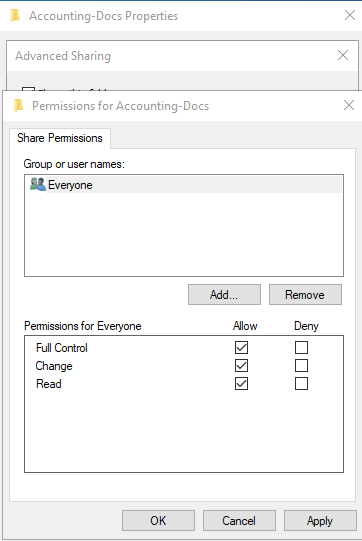 Accounting-Docs Properties
Advanced Sharing
Permissions for Accounting-Docs
Share Permissions
Group or user names:
Everyone
Add... Remove
Permissions for Everyone Allow Deny
Full Control
Change
Read
OK Cancel Apply